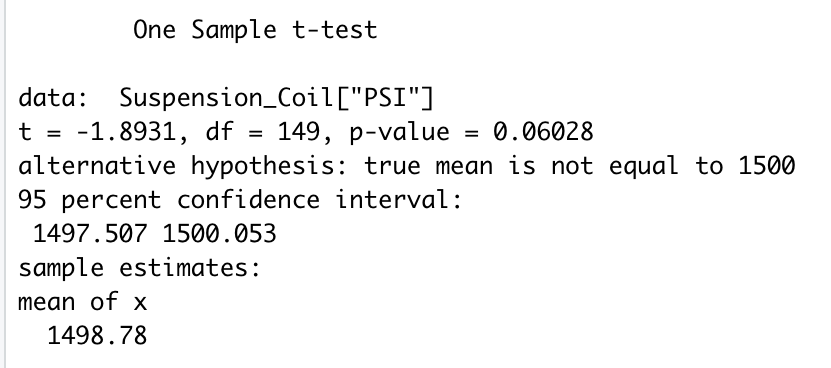 One Sample t-test
data: Suspension_Coil["PSI"]
t = -1.8931, df = 149, p-value = 0.06028
alternative hypothesis: true mean is not equal to 1500
95 percent confidence interval:
1497.507 1500.053
sample estimates:
mean of x
1498.78